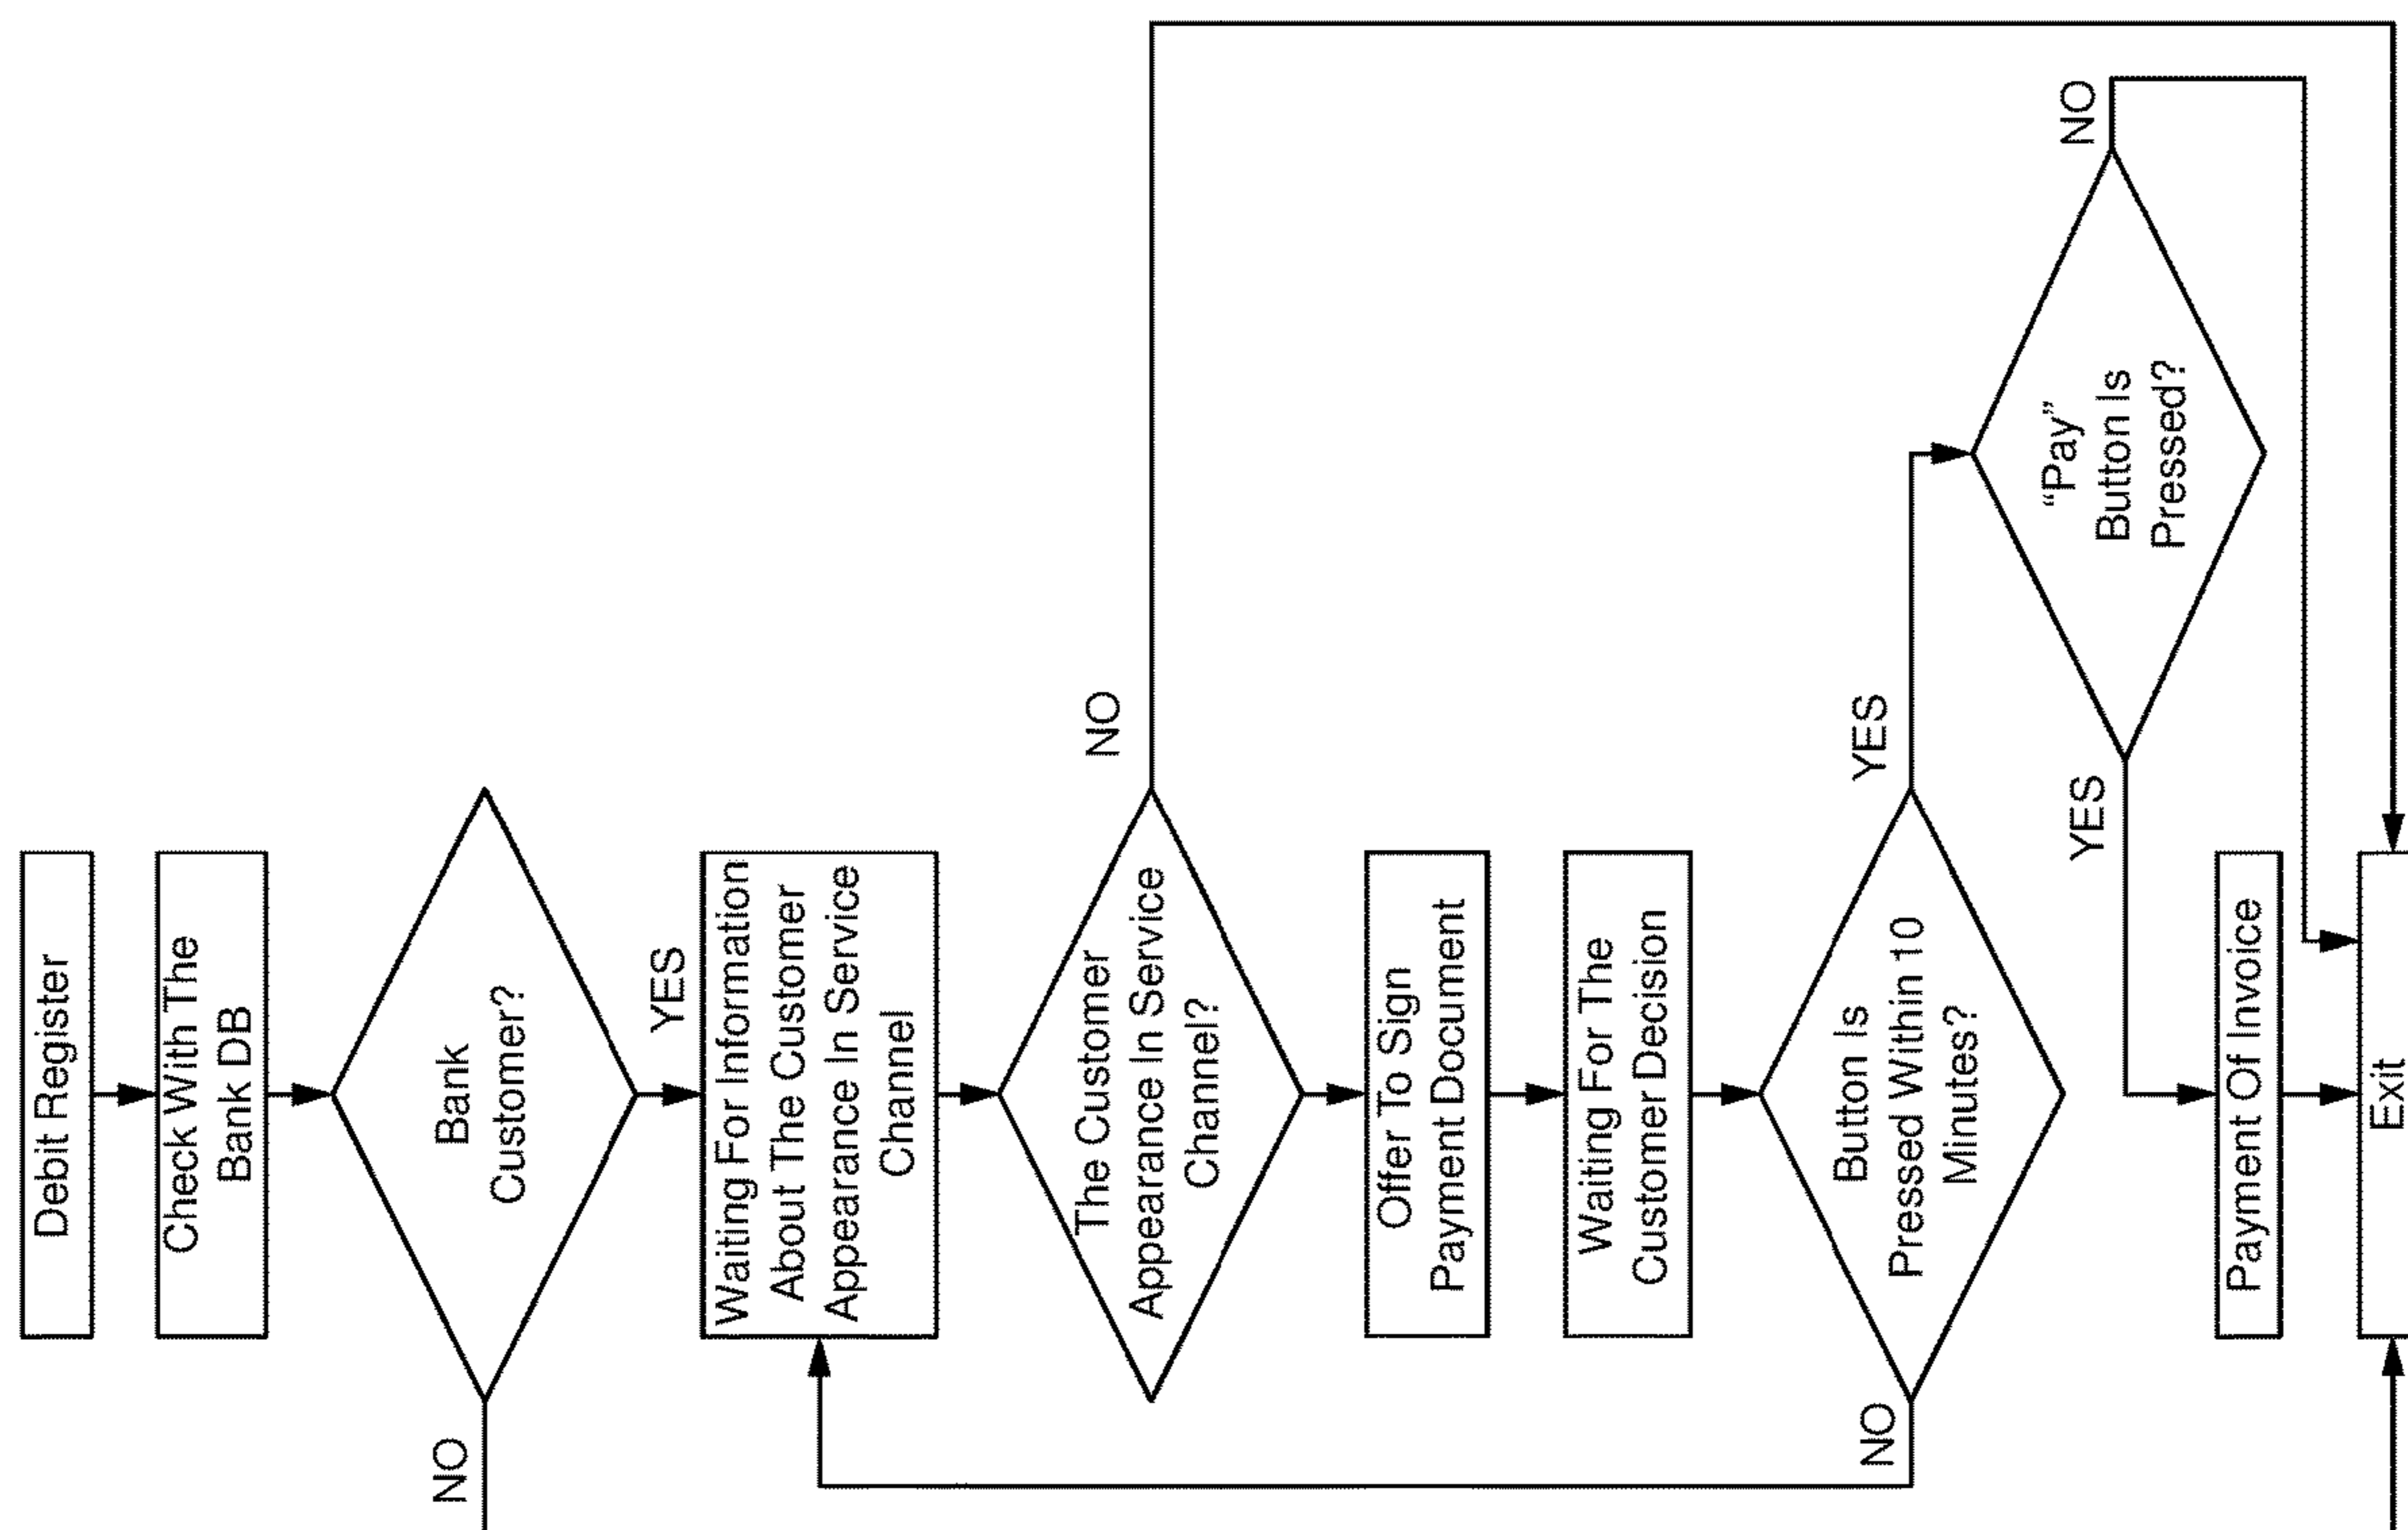 Debit Register
Check With The
Bank DB
Bank
Customer?
NO
YES
Waiting For Information
About The Customer
Appearance In Service
Channel
The Customer
Appearance In Service
Channel?
NO
Offer To Sign
Payment Document
Waiting For The
Customer Decision
Button Is
Pressed Within 10
Minutes?
NO
YES
“Pay”
Button Is
Pressed?
NO
YES
Payment Of Invoice
Exit